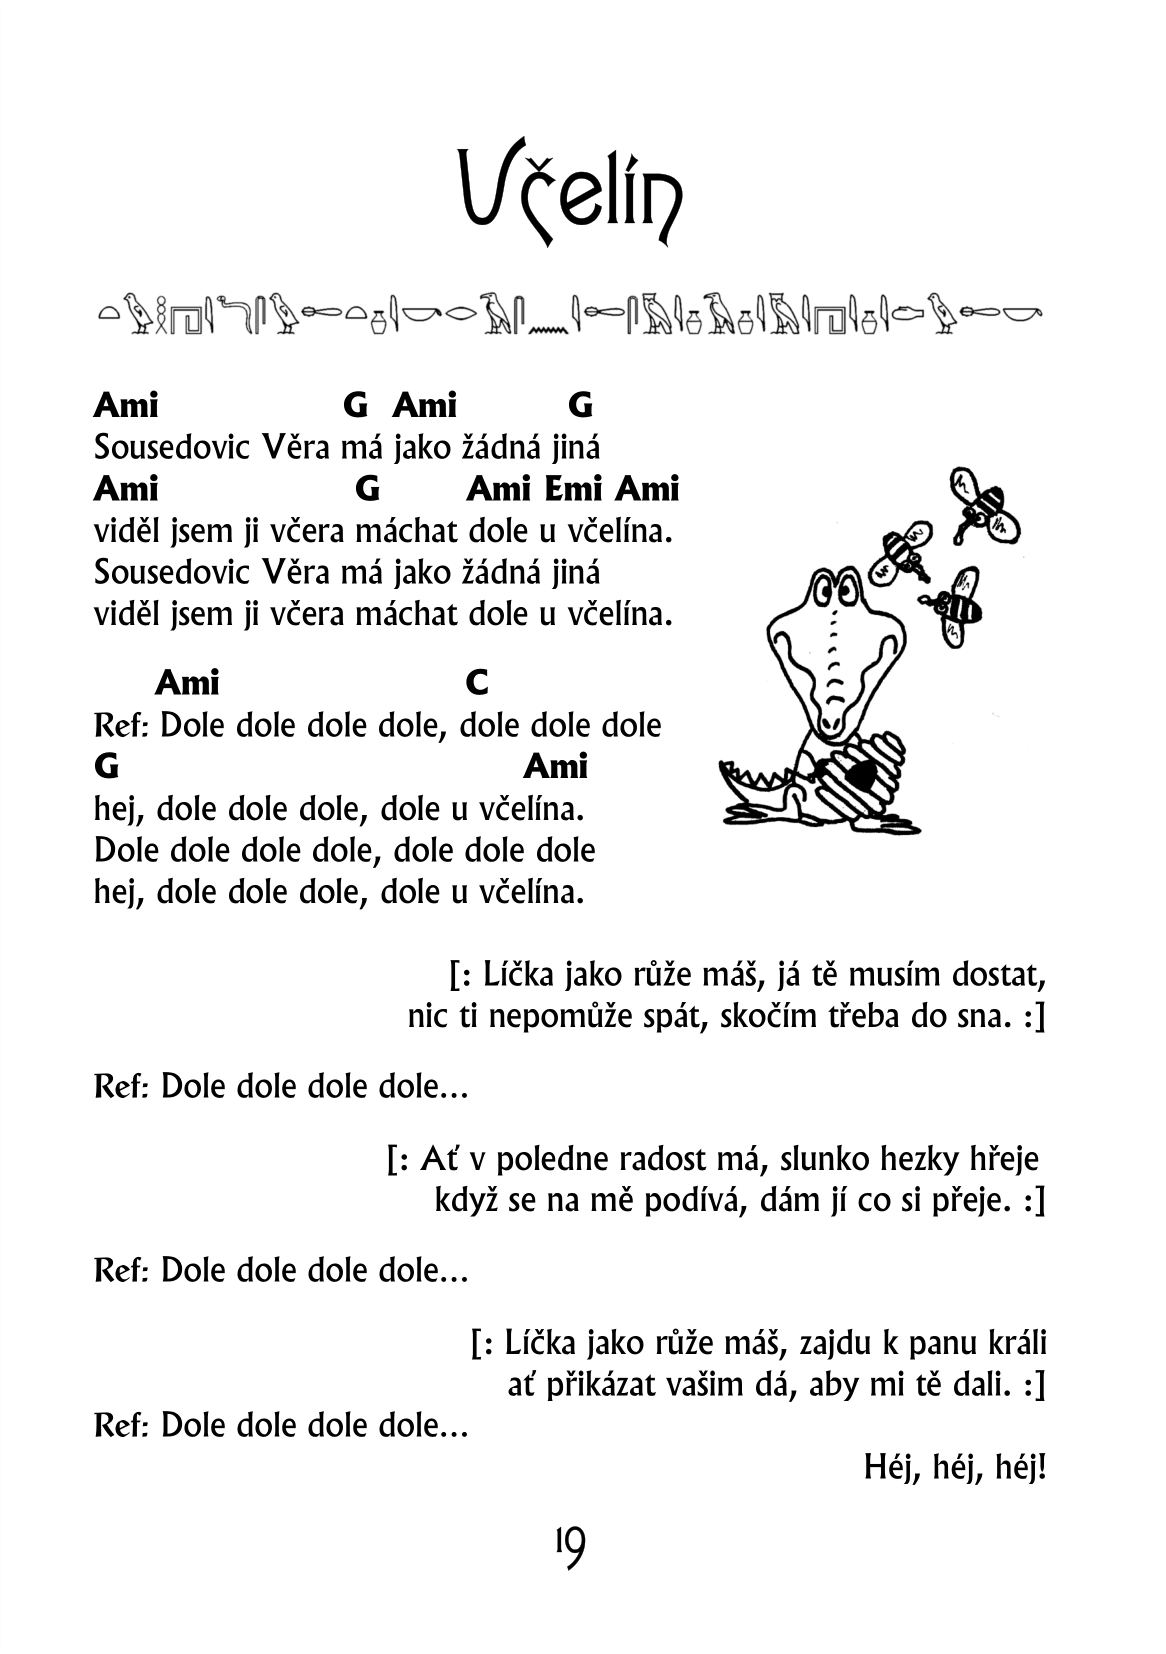 Včelín
Ami G Ami G
Sousedovic Věra má jako žádná jiná
Ami G Ami Emi Ami
viděl jsem ji včera máchat dole u včelína.
Sousedovic Věra má jako žádná jiná
viděl jsem ji včera máchat dole u včelína.
Ami C
Ref: Dole dole dole dole, dole dole dole
G Ami
hej, dole dole dole, dole u včelína.
Dole dole dole dole, dole dole dole
hej, dole dole dole, dole u včelína.
[: Líčka jako růže máš, já tě musím dostat,
nic ti nepomůže spát, skočím třeba do sna. :]
Ref: Dole dole dole dole...
[: Ať v poledne radost má, slunko hezky hřeje
když se na mě podívá, dám jí co si přeje. :]
Ref: Dole dole dole dole...
[: Líčka jako růže máš, zajdu k panu králi
ať přikázat vašim dá, aby mi tě dali. :]
Ref: Dole dole dole dole...
Héj, héj, héj!
19